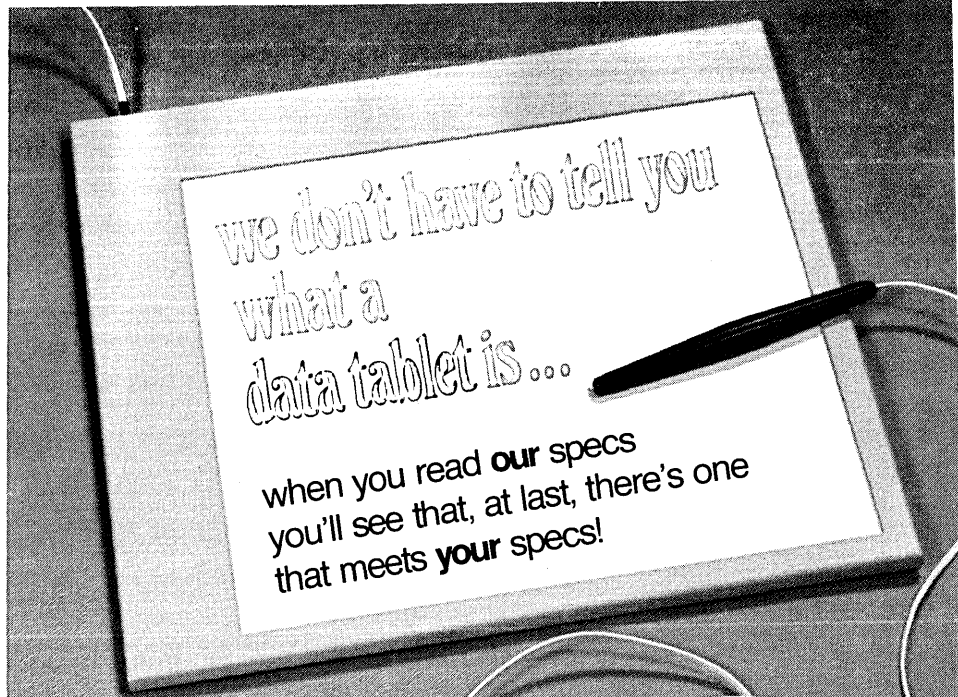 we don't have to tell you
what a
data tablet is...
when you read our specs
you'll see that, at last, there's one
that meets your specs!